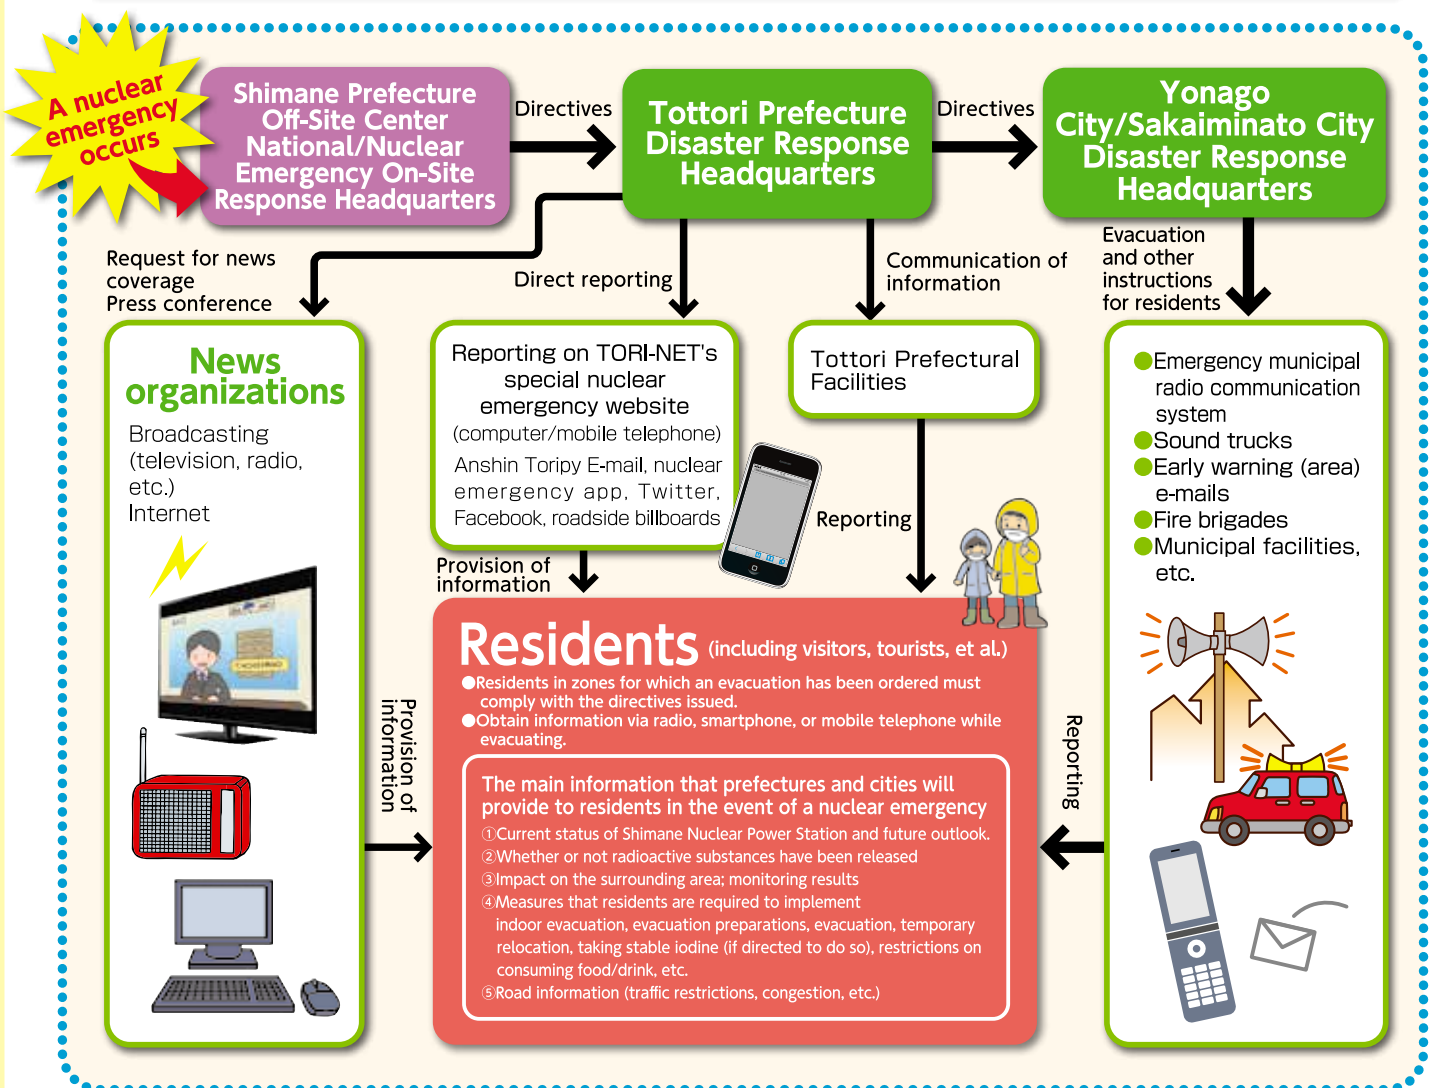 A nuclear
emergency
occurs
Shimane Prefecture
Off-Site Center
National/Nuclear
Emergency On-Site
Response Headquarters
Directives
Tottori Prefecture
Disaster Response
Headquarters
Directives
Yonago
City/Sakaiminato City
Disaster Response
Headquarters
Request for news
coverage
Press conference
Direct reporting
Communication of
information
Evacuation
and other
instructions
for residents
News
organizations
Broadcasting
(television, radio,
etc.)
Internet
Reporting on TORI-NET's
special nuclear
emergency website
(computer/mobile telephone)
Anshin Toripy E-mail, nuclear
emergency app, Twitter,
Facebook, roadside billboards
Tottori Prefectural
Facilities
●Emergency municipal
radio communication
system
●Sound trucks
●Early warning (area)
e-mails
●Fire brigades
●Municipal facilities,
etc.
Reporting
Provision of
information
Provision of
information
Residents (including visitors, tourists, et al.)
●Residents in zones for which an evacuation has been ordered must
comply with the directives issued.
●Obtain information via radio, smartphone, or mobile telephone while
evacuating.
The main information that prefectures and cities will
provide to residents in the event of a nuclear emergency
①Current status of Shimane Nuclear Power Station and future outlook.
②Whether or not radioactive substances have been released
③Impact on the surrounding area; monitoring results
④Measures that residents are required to implement
indoor evacuation, evacuation preparations, evacuation, temporary
relocation, taking stable iodine (if directed to do so), restrictions on
consuming food/drink, etc.
⑤Road information (traffic restrictions, congestion, etc.)
Reporting